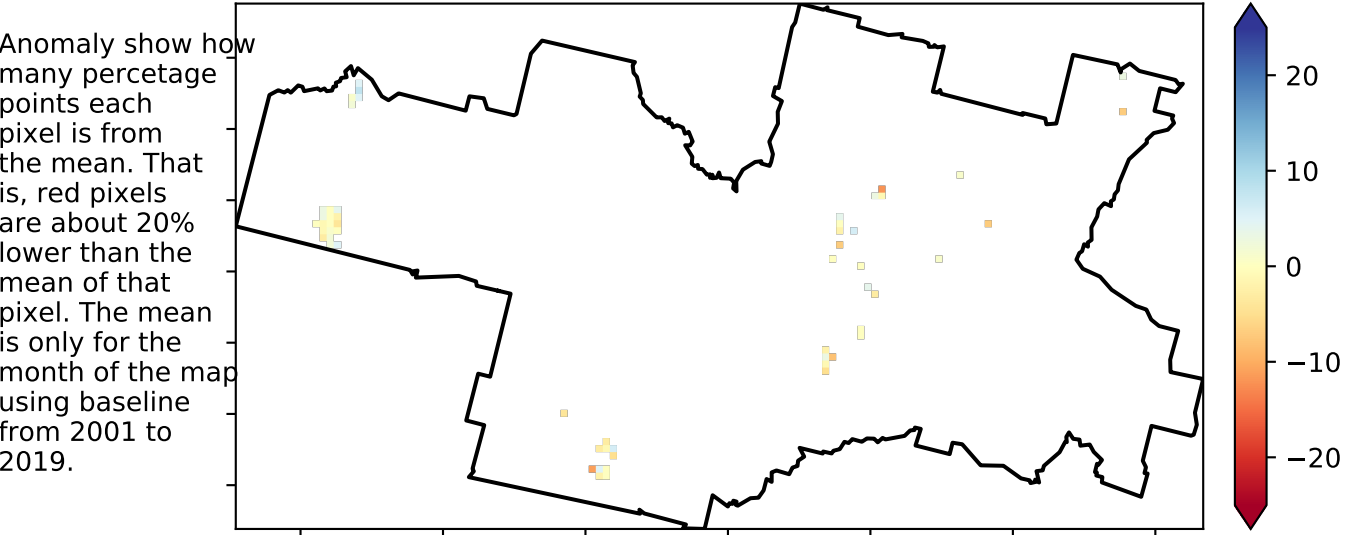 Anomaly show how
many percetage
points each
pixel is from
the mean. That
is, red pixels
are about 20%
lower than the
mean of that
pixel. The mean
is only for the
month of the map
using baseline
from 2001 to
2019.
20
10
0
−10
−20